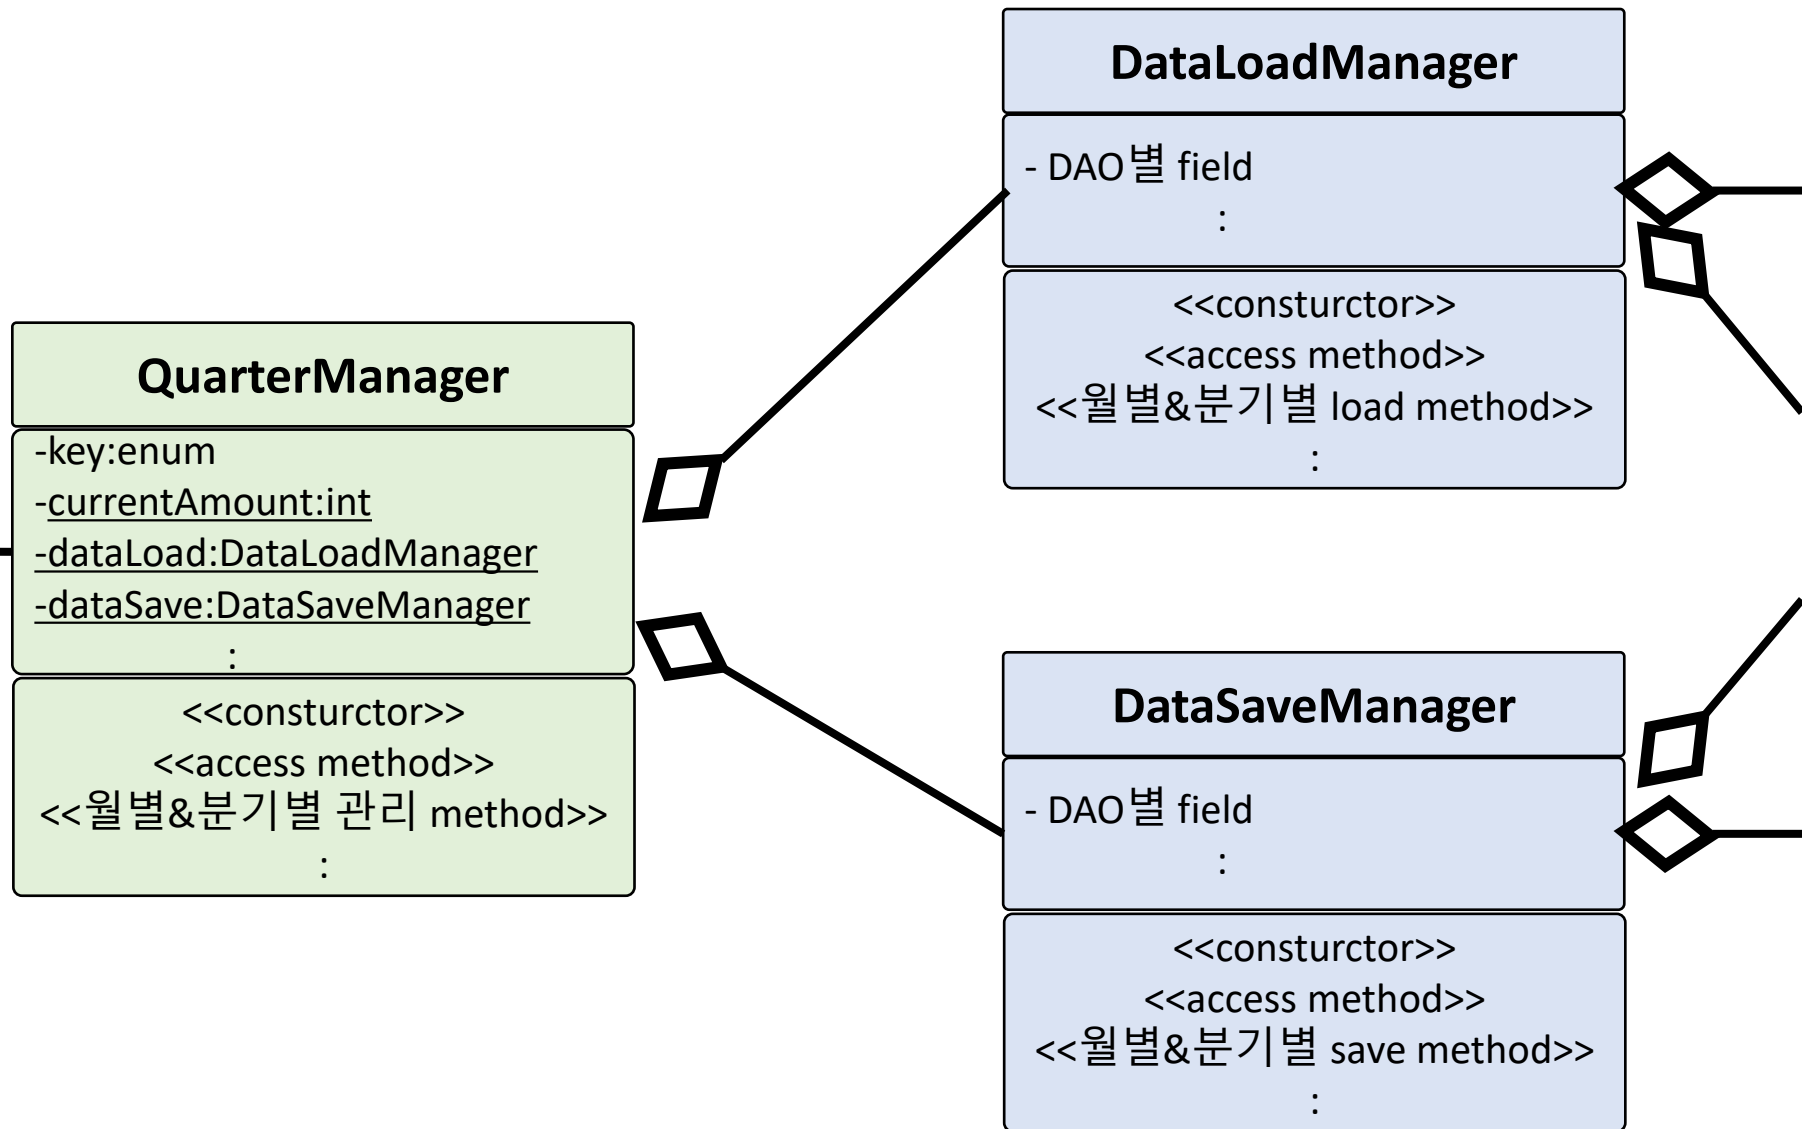 DataLoadManager
- DAO별 field
:
<<consturctor>>
<<access method>>
<<월별&분기별 load method>>
:
QuarterManager
-key:enum
-currentAmount:int
-dataLoad:DataLoadManager
-dataSave:DataSaveManager
:
<<consturctor>>
<<access method>>
<<월별&분기별 관리 method>>
:
DataSaveManager
- DAO별 field
:
<<consturctor>>
<<access method>>
<<월별&분기별 save method>>
: